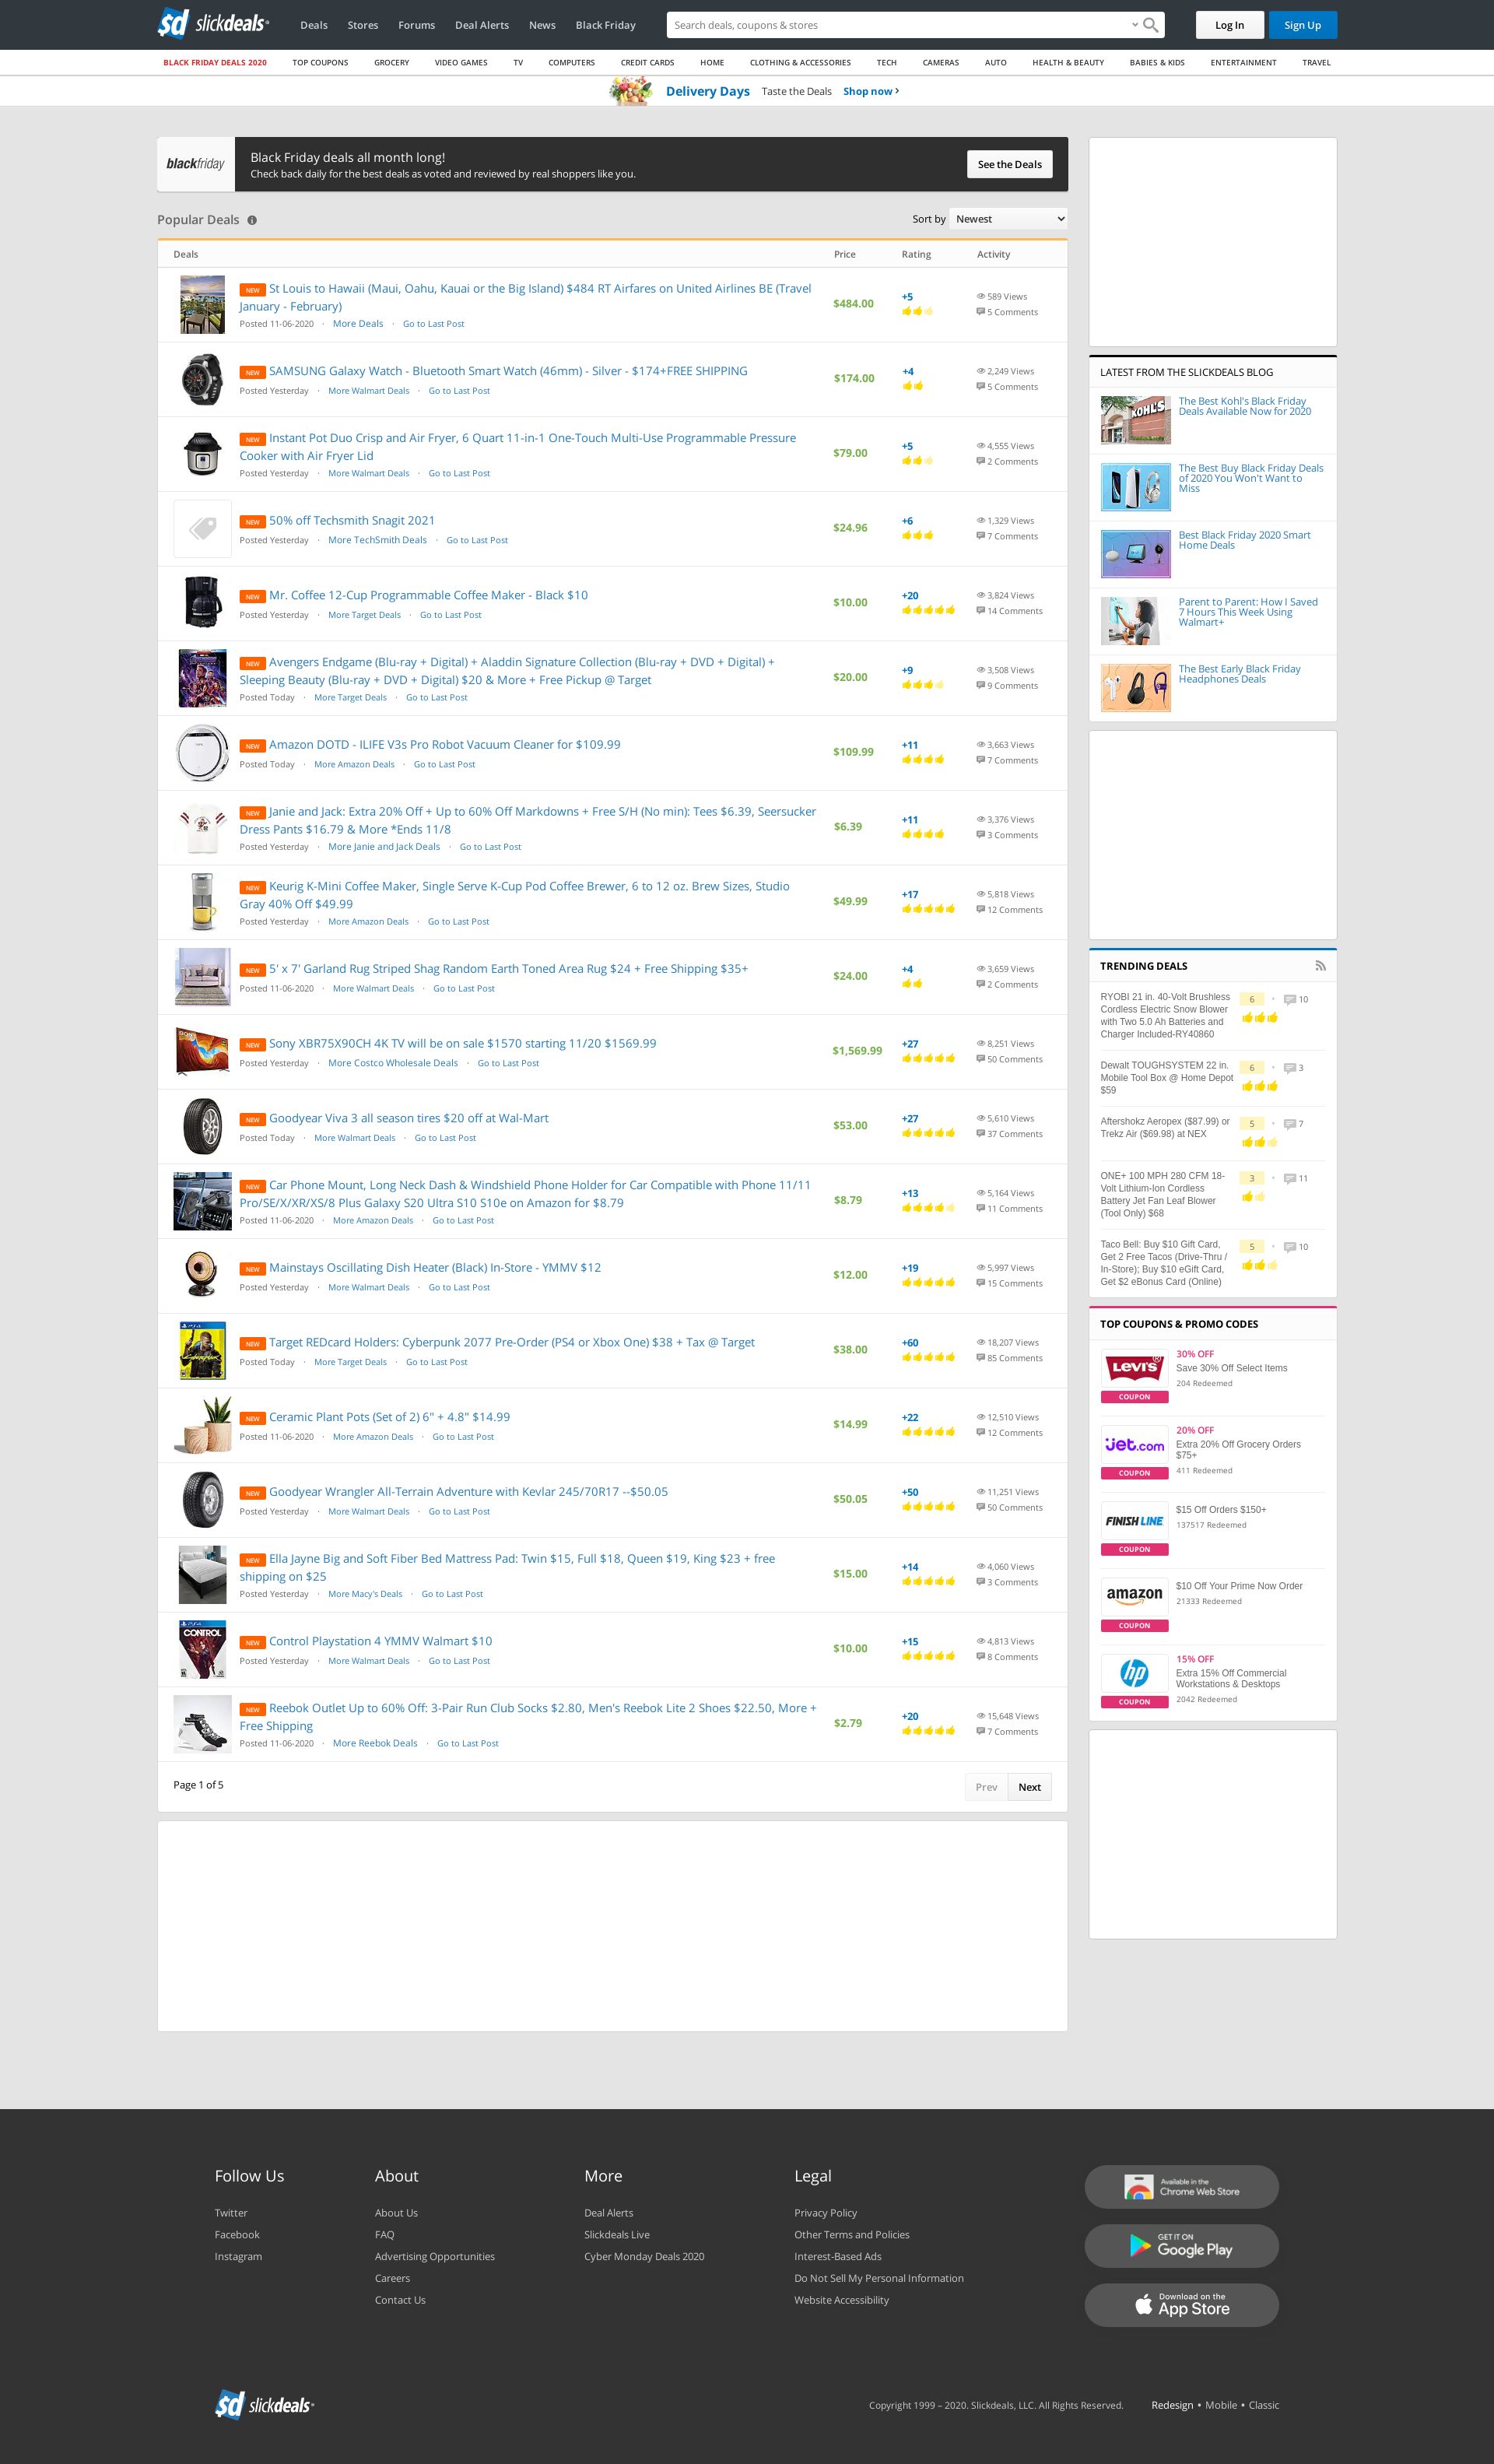 sd slickdeals
Deals
Stores
Forums
Deal Alerts
News
Black Friday
Search deals, coupons & stores
Log In
Sign Up
BLACK FRIDAY DEALS 2020
TOP COUPONS
GROCERY
VIDEO GAMES
TV
COMPUTERS
CREDIT CARDS
HOME
CLOTHING & ACCESSORIES
TECH
CAMERAS
AUTO
HEALTH & BEAUTY
BABIES & KIDS
ENTERTAINMENT
TRAVEL
Delivery Days Taste the Deals Shop now ›
blackfriday
Black Friday deals all month long!
Check back daily for the best deals as voted and reviewed by real shoppers like you.
See the Deals
Popular Deals
Sort by Newest
Deals Price Rating Activity
NEW St Louis to Hawaii (Maui, Oahu, Kauai or the Big Island) $484 RT Airfares on United Airlines BE (Travel
January - February)
Posted 11-06-2020 · More Deals · Go to Last Post
$484.00
+5
589 Views
5 Comments
NEW SAMSUNG Galaxy Watch - Bluetooth Smart Watch (46mm) - Silver - $174+FREE SHIPPING
Posted Yesterday · More Walmart Deals · Go to Last Post
$174.00
+4
2,249 Views
5 Comments
NEW Instant Pot Duo Crisp and Air Fryer, 6 Quart 11-in-1 One-Touch Multi-Use Programmable Pressure
Cooker with Air Fryer Lid
Posted Yesterday · More Walmart Deals · Go to Last Post
$79.00
+5
4,555 Views
2 Comments
NEW 50% off Techsmith Snagit 2021
Posted Yesterday · More TechSmith Deals · Go to Last Post
$24.96
+6
1,329 Views
7 Comments
NEW Mr. Coffee 12-Cup Programmable Coffee Maker - Black $10
Posted Yesterday · More Target Deals · Go to Last Post
$10.00
+20
3,824 Views
14 Comments
NEW Avengers Endgame (Blu-ray + Digital) + Aladdin Signature Collection (Blu-ray + DVD + Digital) +
Sleeping Beauty (Blu-ray + DVD + Digital) $20 & More + Free Pickup @ Target
Posted Today · More Target Deals · Go to Last Post
$20.00
+9
3,508 Views
9 Comments
NEW Amazon DOTD - ILIFE V3s Pro Robot Vacuum Cleaner for $109.99
Posted Today · More Amazon Deals · Go to Last Post
$109.99
+11
3,663 Views
7 Comments
NEW Janie and Jack: Extra 20% Off + Up to 60% Off Markdowns + Free S/H (No min): Tees $6.39, Seersucker
Dress Pants $16.79 & More *Ends 11/8
Posted Yesterday · More Janie and Jack Deals · Go to Last Post
$6.39
+11
3,376 Views
3 Comments
NEW Keurig K-Mini Coffee Maker, Single Serve K-Cup Pod Coffee Brewer, 6 to 12 oz. Brew Sizes, Studio
Gray 40% Off $49.99
Posted Yesterday · More Amazon Deals · Go to Last Post
$49.99
+17
5,818 Views
12 Comments
NEW 5' x 7' Garland Rug Striped Shag Random Earth Toned Area Rug $24 + Free Shipping $35+
Posted 11-06-2020 · More Walmart Deals · Go to Last Post
$24.00
+4
3,659 Views
2 Comments
NEW Sony XBR75X90CH 4K TV will be on sale $1570 starting 11/20 $1569.99
Posted Yesterday · More Costco Wholesale Deals · Go to Last Post
$1,569.99
+27
8,251 Views
50 Comments
NEW Goodyear Viva 3 all season tires $20 off at Wal-Mart
Posted Today · More Walmart Deals · Go to Last Post
$53.00
+27
5,610 Views
37 Comments
NEW Car Phone Mount, Long Neck Dash & Windshield Phone Holder for Car Compatible with Phone 11/11
Pro/SE/X/XR/XS/8 Plus Galaxy S20 Ultra S10 S10e on Amazon for $8.79
Posted 11-06-2020 · More Amazon Deals · Go to Last Post
$8.79
+13
5,164 Views
11 Comments
NEW Mainstays Oscillating Dish Heater (Black) In-Store - YMMV $12
Posted Yesterday · More Walmart Deals · Go to Last Post
$12.00
+19
5,997 Views
15 Comments
NEW Target REDcard Holders: Cyberpunk 2077 Pre-Order (PS4 or Xbox One) $38 + Tax @ Target
Posted Today · More Target Deals · Go to Last Post
$38.00
+60
18,207 Views
85 Comments
NEW Ceramic Plant Pots (Set of 2) 6" + 4.8" $14.99
Posted 11-06-2020 · More Amazon Deals · Go to Last Post
$14.99
+22
12,510 Views
12 Comments
NEW Goodyear Wrangler All-Terrain Adventure with Kevlar 245/70R17 --$50.05
Posted Yesterday · More Walmart Deals · Go to Last Post
$50.05
+50
11,251 Views
50 Comments
NEW Ella Jayne Big and Soft Fiber Bed Mattress Pad: Twin $15, Full $18, Queen $19, King $23 + free
shipping on $25
Posted Yesterday · More Macy's Deals · Go to Last Post
$15.00
+14
4,060 Views
3 Comments
CONTROL
NEW Control Playstation 4 YMMV Walmart $10
Posted Yesterday · More Walmart Deals · Go to Last Post
$10.00
+15
4,813 Views
8 Comments
NEW Reebok Outlet Up to 60% Off: 3-Pair Run Club Socks $2.80, Men's Reebok Lite 2 Shoes $22.50, More +
Free Shipping
Posted 11-06-2020 · More Reebok Deals · Go to Last Post
$2.79
+20
15,648 Views
7 Comments
Page 1 of 5
Prev
Next
LATEST FROM THE SLICKDEALS BLOG
KOHL'S
The Best Kohl's Black Friday
Deals Available Now for 2020
The Best Buy Black Friday Deals
of 2020 You Won't Want to
Miss
Best Black Friday 2020 Smart
Home Deals
Parent to Parent: How I Saved
7 Hours This Week Using
Walmart+
The Best Early Black Friday
Headphones Deals
TRENDING DEALS
RYOBI 21 in. 40-Volt Brushless
Cordless Electric Snow Blower
with Two 5.0 Ah Batteries and
Charger Included-RY40860
6 • 10
Dewalt TOUGHSYSTEM 22 in.
Mobile Tool Box @ Home Depot
$59
6 • 3
Aftershokz Aeropex ($87.99) or
Trekz Air ($69.98) at NEX
5 • 7
ONE+ 100 MPH 280 CFM 18-
Volt Lithium-Ion Cordless
Battery Jet Fan Leaf Blower
(Tool Only) $68
3 • 11
Taco Bell: Buy $10 Gift Card,
Get 2 Free Tacos (Drive-Thru /
In-Store); Buy $10 eGift Card,
Get $2 eBonus Card (Online)
5 • 10
TOP COUPONS & PROMO CODES
LEVI'S
COUPON
30% OFF
Save 30% Off Select Items
204 Redeemed
jet.com
COUPON
20% OFF
Extra 20% Off Grocery Orders
$75+
411 Redeemed
FINISH LINE
COUPON
$15 Off Orders $150+
137517 Redeemed
amazon
COUPON
$10 Off Your Prime Now Order
21333 Redeemed
hp
COUPON
15% OFF
Extra 15% Off Commercial
Workstations & Desktops
2042 Redeemed
Follow Us
Twitter
Facebook
Instagram
About
About Us
FAQ
Advertising Opportunities
Careers
Contact Us
More
Deal Alerts
Slickdeals Live
Cyber Monday Deals 2020
Legal
Privacy Policy
Other Terms and Policies
Interest-Based Ads
Do Not Sell My Personal Information
Website Accessibility
Available in the
Chrome Web Store
GET IT ON
Google Play
Download on the
App Store
sd slickdeals
Copyright 1999 – 2020. Slickdeals, LLC. All Rights Reserved.
Redesign • Mobile • Classic